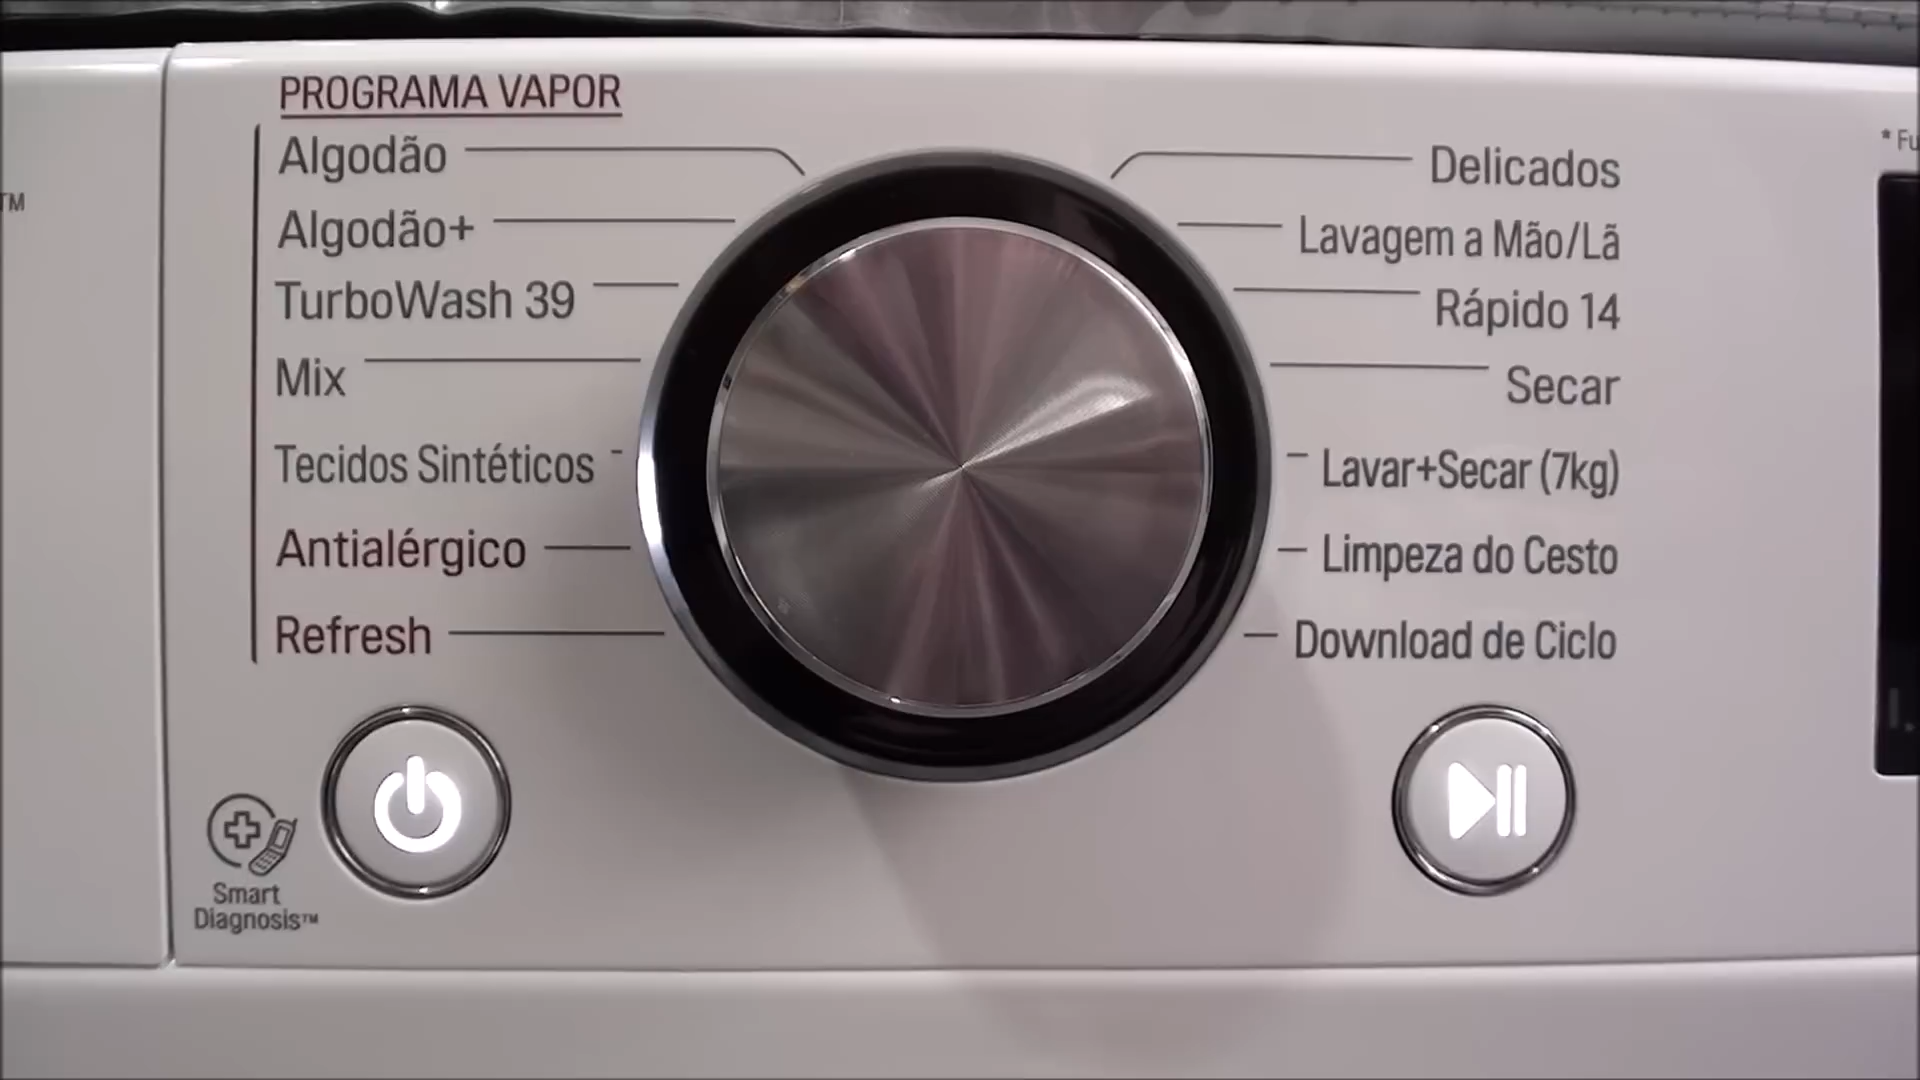 PROGRAMA VAPOR
Algodão
Algodão+
TurboWash 39
Mix
Tecidos Sintéticos
Antialérgico
Refresh
Delicados
Lavagem a Mão/Lã
Rápido 14
Secar
Lavar+Secar (7kg)
Limpeza do Cesto
Download de Ciclo
Smart
Diagnosis™
™